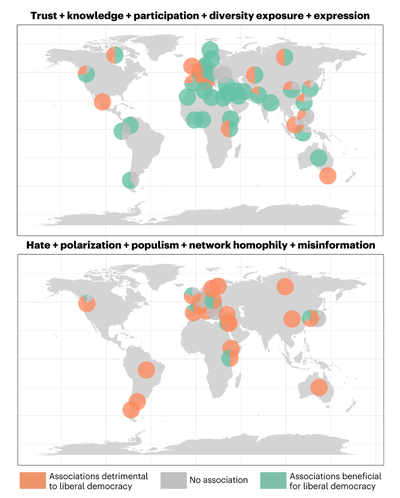 Trust + knowledge + participation + diversity exposure + expression
Hate + polarization + populism + network homophily + misinformation
Associations detrimental
to liberal democracy
No association
Associations beneficial
for liberal democracy